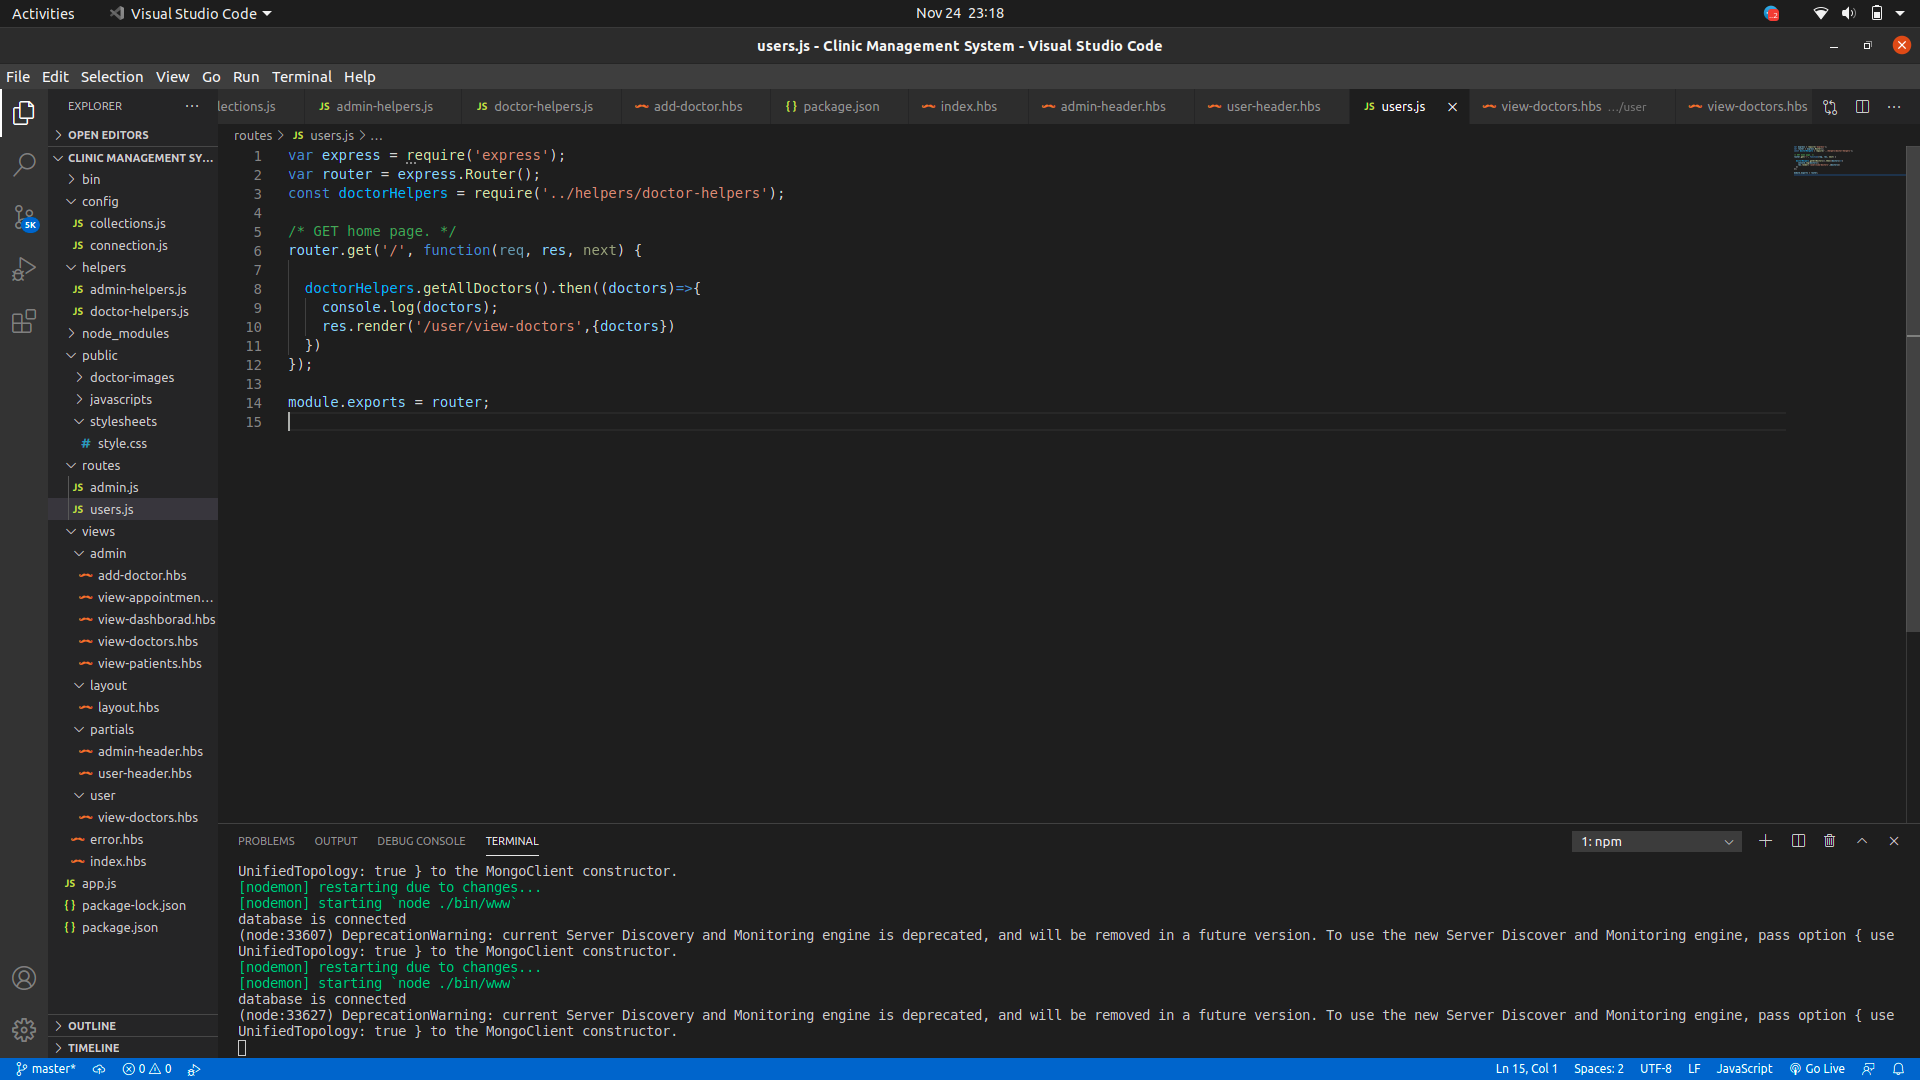 Activities
Visual Studio Code
Nov 24 23:18
users.js - Clinic Management System - Visual Studio Code
File Edit Selection View Go Run Terminal Help
EXPLORER
lections.js
JS admin-helpers.js
JS doctor-helpers.js
add-doctor.hbs
{} package.json
index.hbs
admin-header.hbs
user-header.hbs
JS users.js
view-doctors.hbs .../user
view-doctors.hbs
OPEN EDITORS
CLINIC MANAGEMENT SY...
bin
config
JS collections.js
JS connection.js
helpers
JS admin-helpers.js
JS doctor-helpers.js
node_modules
public
doctor-images
javascripts
stylesheets
# style.css
routes
JS admin.js
JS users.js
views
admin
add-doctor.hbs
view-appointmen...
view-dashborad.hbs
view-doctors.hbs
view-patients.hbs
layout
layout.hbs
partials
admin-header.hbs
user-header.hbs
user
view-doctors.hbs
error.hbs
index.hbs
JS app.js
{} package-lock.json
{} package.json
OUTLINE
TIMELINE
5K
routes > JS users.js > ...
1 var express = require('express');
2 var router = express.Router();
3 const doctorHelpers = require('../helpers/doctor-helpers');
4
5 /* GET home page. */
6 router.get('/', function(req, res, next) {
7
8 doctorHelpers.getAllDoctors().then((doctors)=>{
9 console.log(doctors);
10 res.render('/user/view-doctors',{doctors})
11 })
12 });
13
14 module.exports = router;
15
PROBLEMS OUTPUT DEBUG CONSOLE TERMINAL
1: npm
UnifiedTopology: true } to the MongoClient constructor.
[nodemon] restarting due to changes...
[nodemon] starting `node ./bin/www`
database is connected
(node:33607) DeprecationWarning: current Server Discovery and Monitoring engine is deprecated, and will be removed in a future version. To use the new Server Discover and Monitoring engine, pass option { use
UnifiedTopology: true } to the MongoClient constructor.
[nodemon] restarting due to changes...
[nodemon] starting `node ./bin/www`
database is connected
(node:33627) DeprecationWarning: current Server Discovery and Monitoring engine is deprecated, and will be removed in a future version. To use the new Server Discover and Monitoring engine, pass option { use
UnifiedTopology: true } to the MongoClient constructor.
master* 0 0
Ln 15, Col 1 Spaces: 2 UTF-8 LF JavaScript Go Live